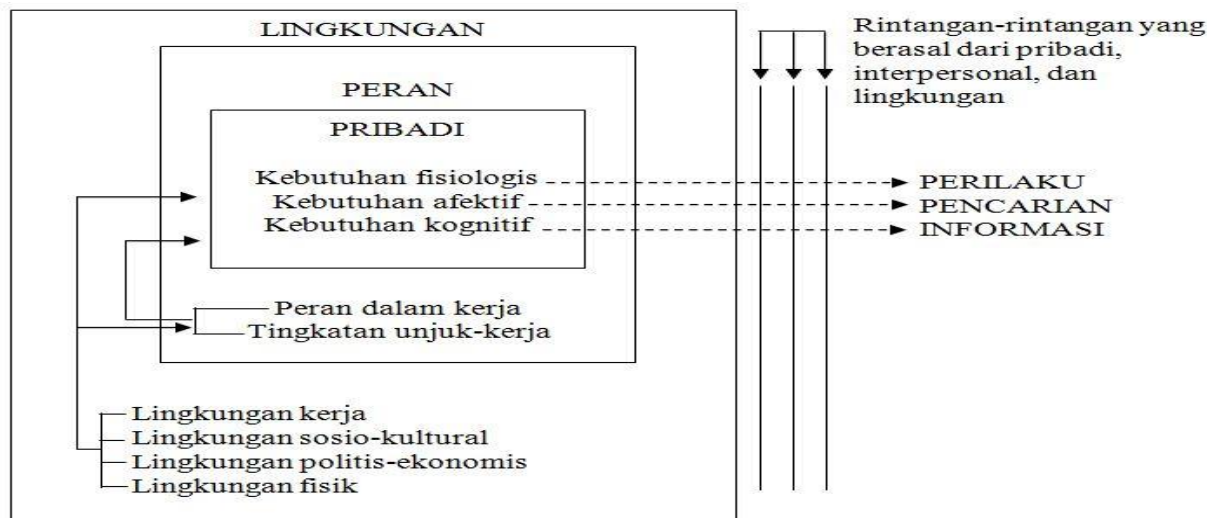 LINGKUNGAN
PERAN
PRIBADI
Kebutuhan fisiologis
Kebutuhan afektif
Kebutuhan kognitif
Peran dalam kerja
Tingkatan unjuk-kerja
Lingkungan kerja
Lingkungan sosio-kultural
Lingkungan politis-ekonomis
Lingkungan fisik
Rintangan-rintangan yang
berasal dari pribadi,
interpersonal, dan
lingkungan
PERILAKU
PENCARIAN
INFORMASI